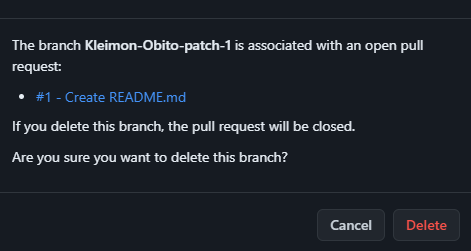 The branch Kleimon-Obito-patch-1 is associated with an open pull
request:
#1 - Create README.md
If you delete this branch, the pull request will be closed.
Are you sure you want to delete this branch?
Cancel Delete